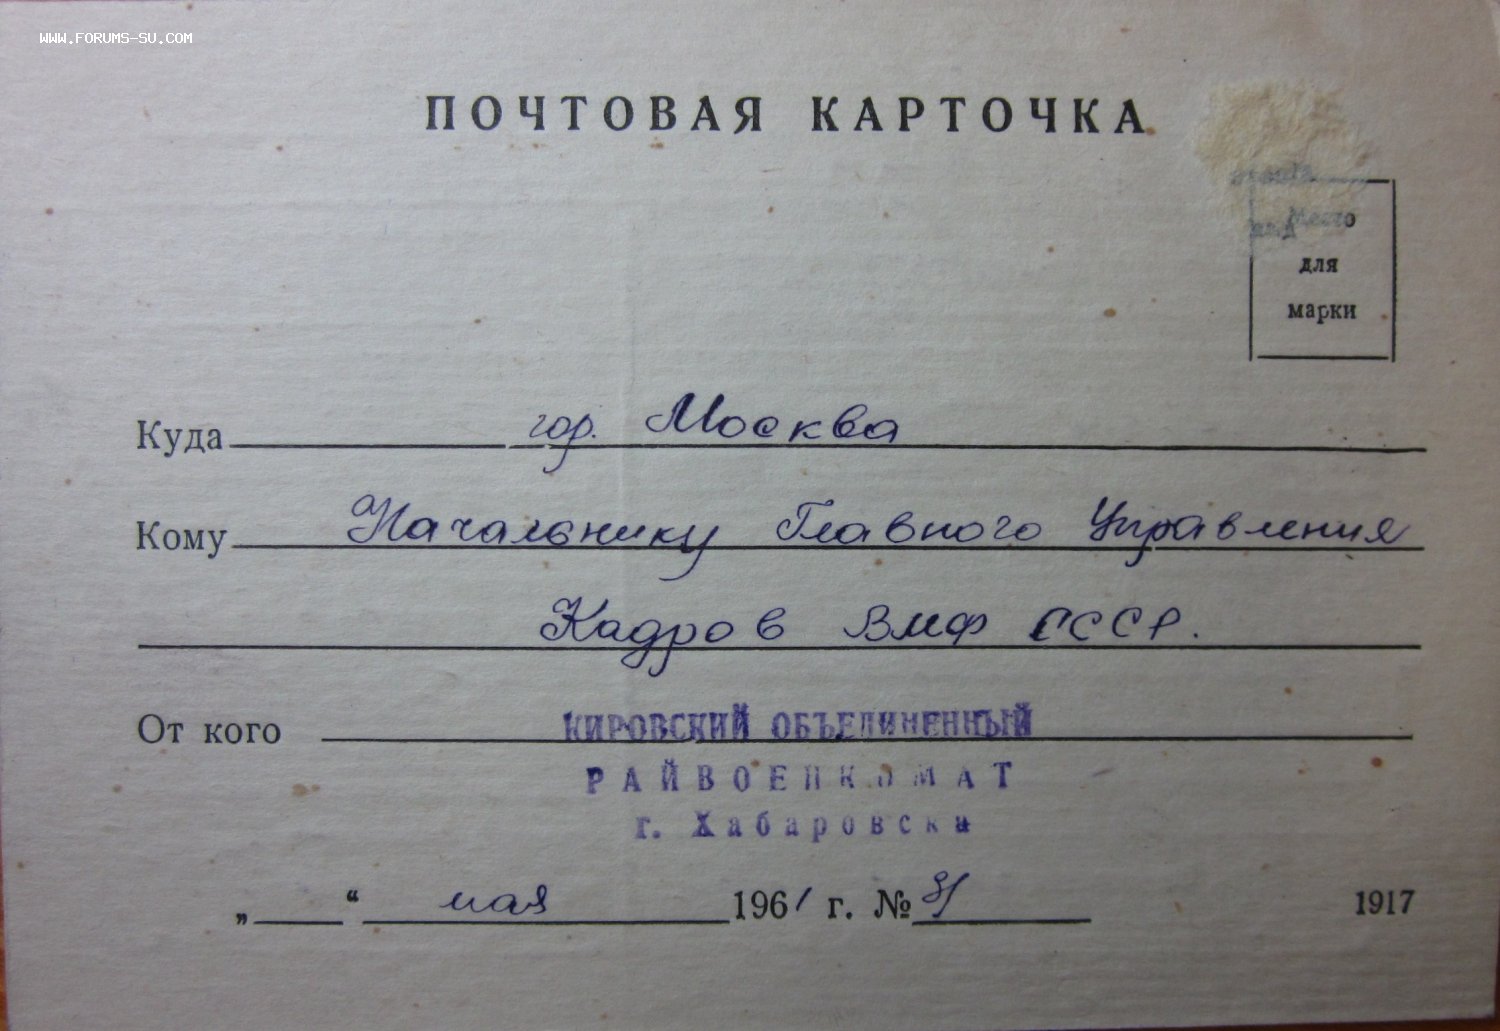 WWW.FORUMS-SU.COM
ПОЧТОВАЯ КАРТОЧКА
Место
для
марки
Куда гор. Москва
Кому Начальнику Главного Управления
Кадров ВМФ СССР.
От кого КИРОВСКИЙ ОБЪЕДИНЕННЫЙ
РАЙВОЕНКОМАТ
г. Хабаровска
„ “ мая 1961 г. № 1917